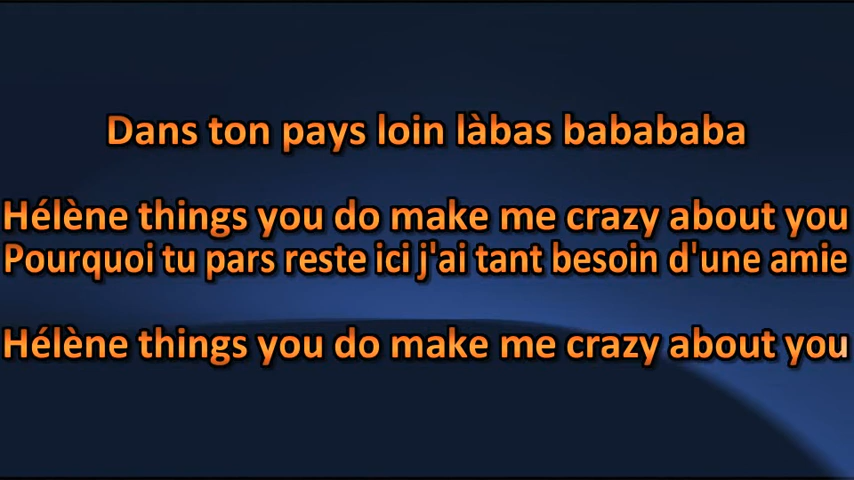 Dans ton pays loin làbas babababa
Hélène things you do make me crazy about you
Pourquoi tu pars reste ici j'ai tant besoin d'une amie
Hélène things you do make me crazy about you